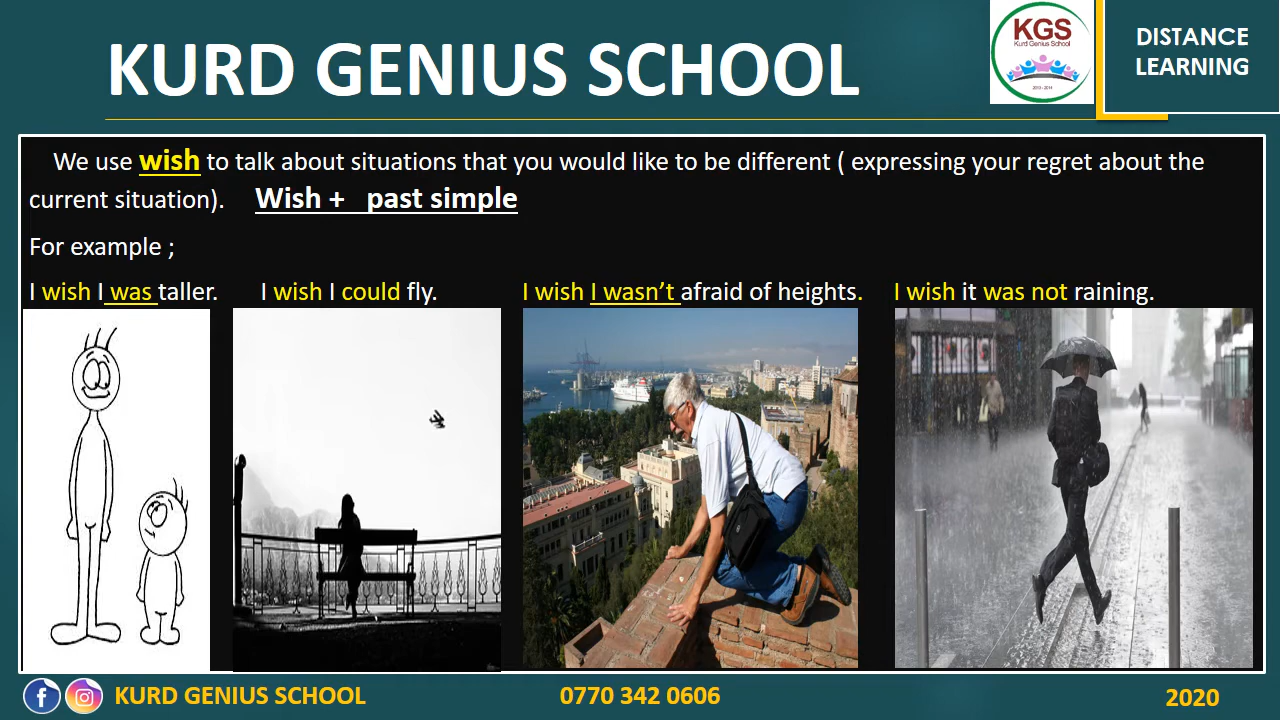 KURD GENIUS SCHOOL
KGS
Kurd Genius School
DISTANCE
LEARNING
We use wish to talk about situations that you would like to be different ( expressing your regret about the
current situation). Wish + past simple
For example ;
I wish I was taller. I wish I could fly. I wish I wasn’t afraid of heights. I wish it was not raining.
KURD GENIUS SCHOOL 0770 342 0606 2020